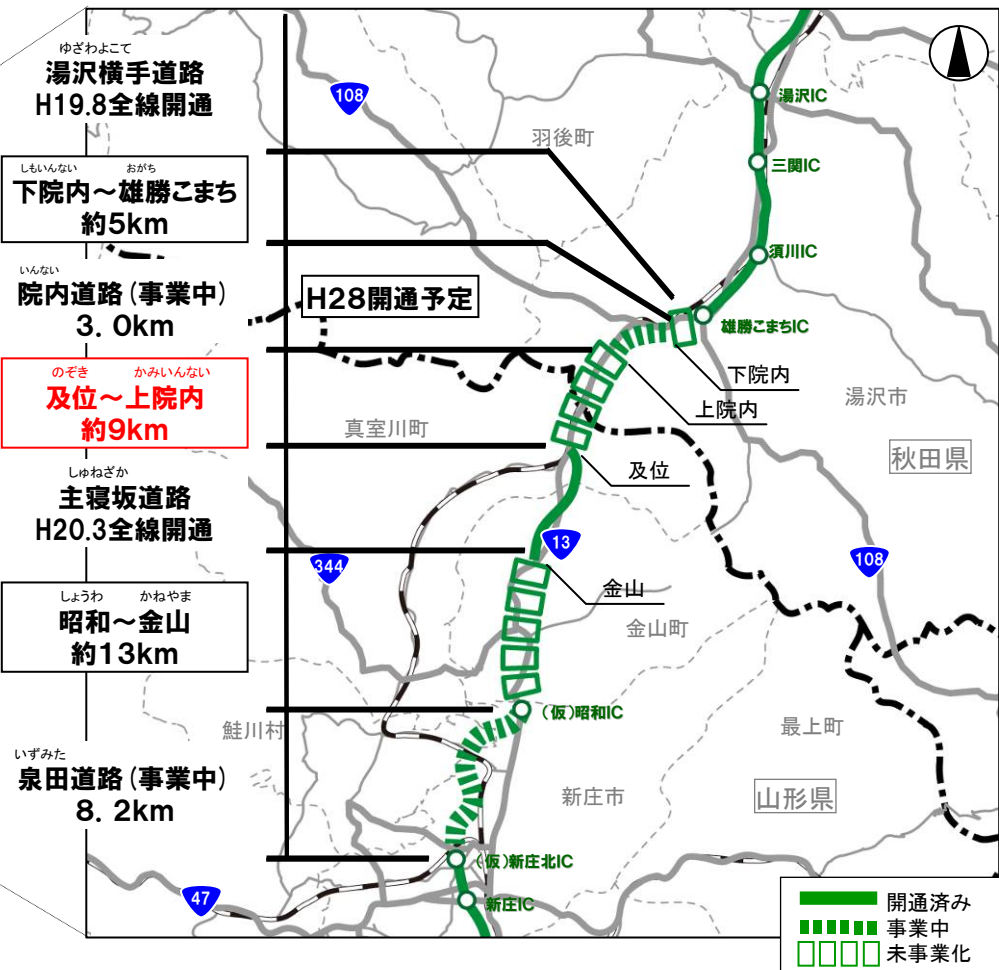 ゆざわよこて
湯沢横手道路
H19.8全線開通
しもいんない おがち
下院内～雄勝こまち
約5km
いんない
院内道路(事業中)
3.0km
のぞき かみいんない
及位～上院内
約9km
しゅねざか
主寝坂道路
H20.3全線開通
しょうわ かねやま
昭和～金山
約13km
いずみた
泉田道路(事業中)
8.2km
H28開通予定
108
羽後町
湯沢IC
三関IC
須川IC
雄勝こまちIC
下院内
上院内
湯沢市
真室川町
及位
秋田県
13
344
108
金山
金山町
(仮)昭和IC
鮭川村
最上町
新庄市
山形県
(仮)新庄北IC
47
新庄IC
開通済み
事業中
未事業化